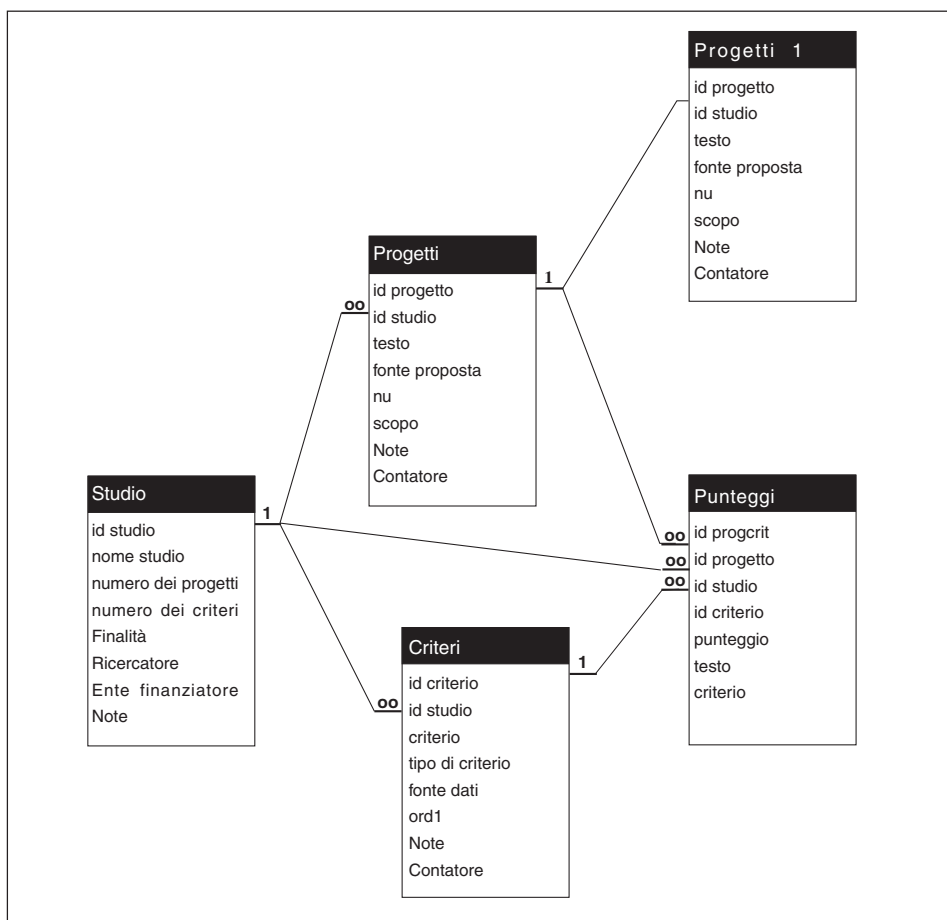 Progetti 1
id progetto
id studio
testo
fonte proposta
nu
scopo
Note
Contatore
Progetti
id progetto
id studio
testo
fonte proposta
nu
scopo
Note
Contatore
1
oo
Studio
id studio
nome studio
numero dei progetti
numero dei criteri
Finalità
Ricercatore
Ente finanziatore
Note
1
Punteggi
id progcrit
id progetto
id studio
id criterio
punteggio
testo
criterio
oo
oo
oo
Criteri
id criterio
id studio
criterio
tipo di criterio
fonte dati
ord1
Note
Contatore
1
oo